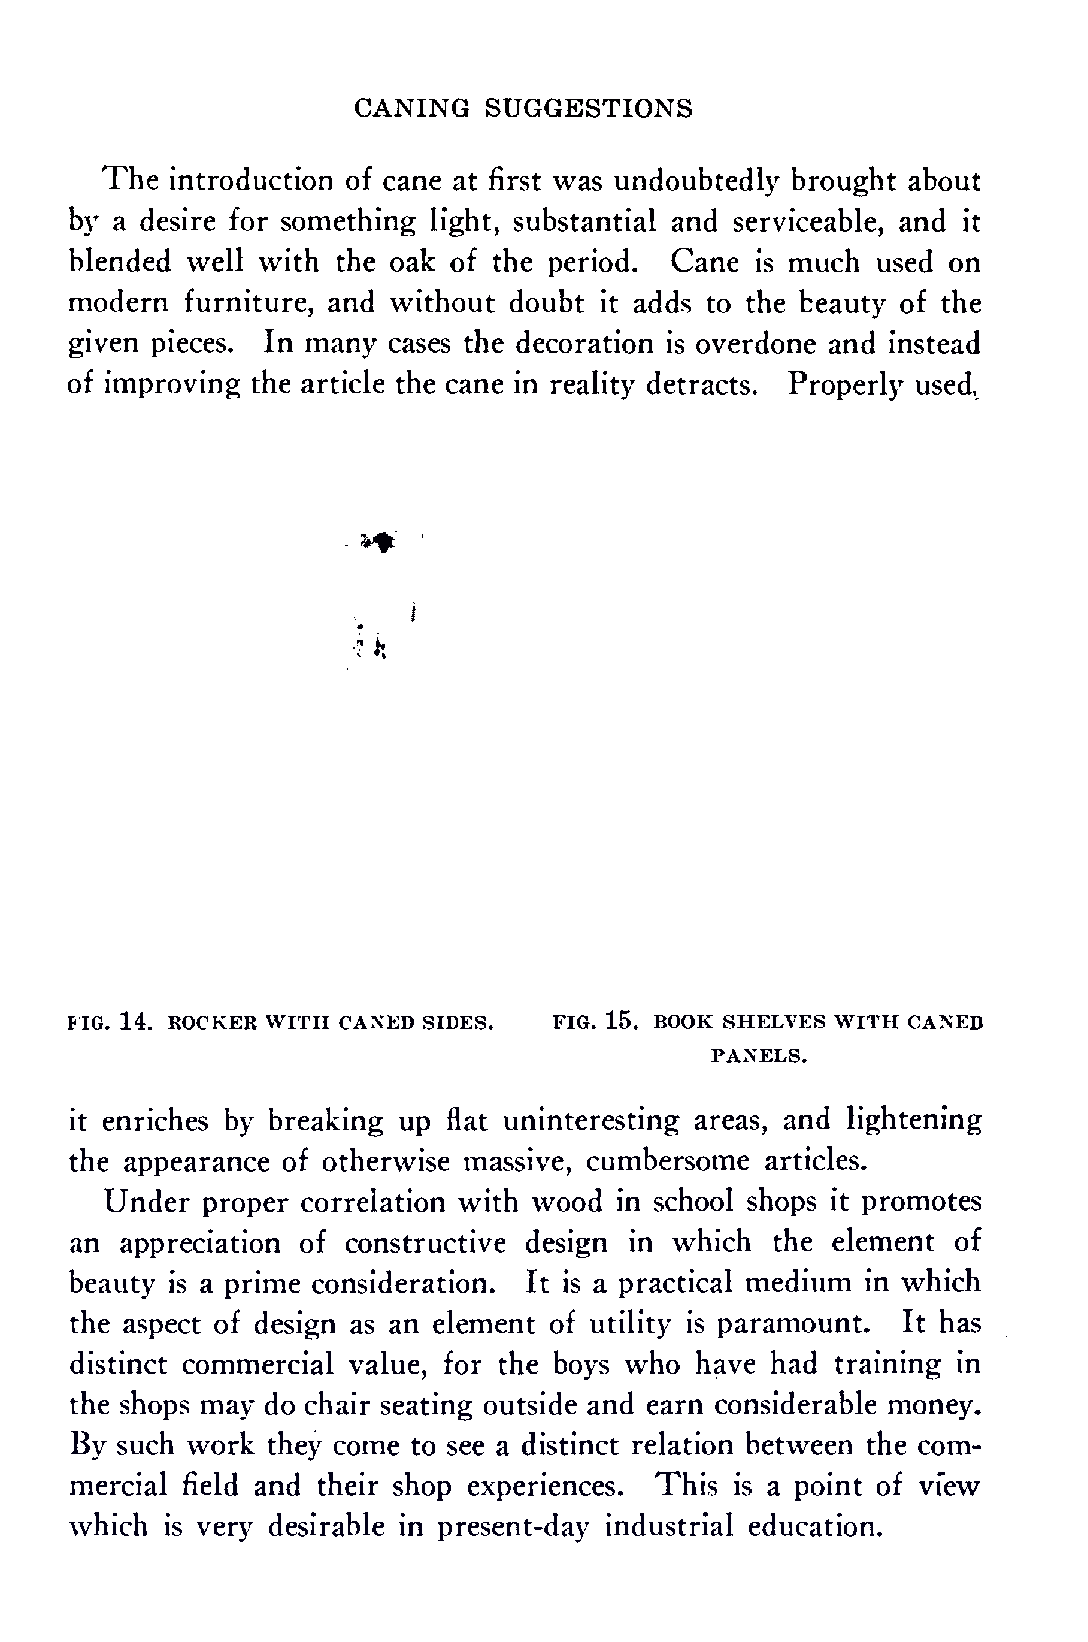 CANING SUGGESTIONS
The introduction of cane at first was undoubtedly brought about
by a desire for something light, substantial and serviceable, and it
blended well with the oak of the period. Cane is much used on
modern furniture, and without doubt it adds to the beauty of the
given pieces. In many cases the decoration is overdone and instead
of improving the article the cane in reality detracts. Properly used,
FIG. 14. ROCKER WITH CANED SIDES.
FIG. 15. BOOK SHELVES WITH CANED
PANELS.
it enriches by breaking up flat uninteresting areas, and lightening
the appearance of otherwise massive, cumbersome articles.
Under proper correlation with wood in school shops it promotes
an appreciation of constructive design in which the element of
beauty is a prime consideration. It is a practical medium in which
the aspect of design as an element of utility is paramount. It has
distinct commercial value, for the boys who have had training in
the shops may do chair seating outside and earn considerable money.
By such work they come to see a distinct relation between the com-
mercial field and their shop experiences. This is a point of view
which is very desirable in present-day industrial education.